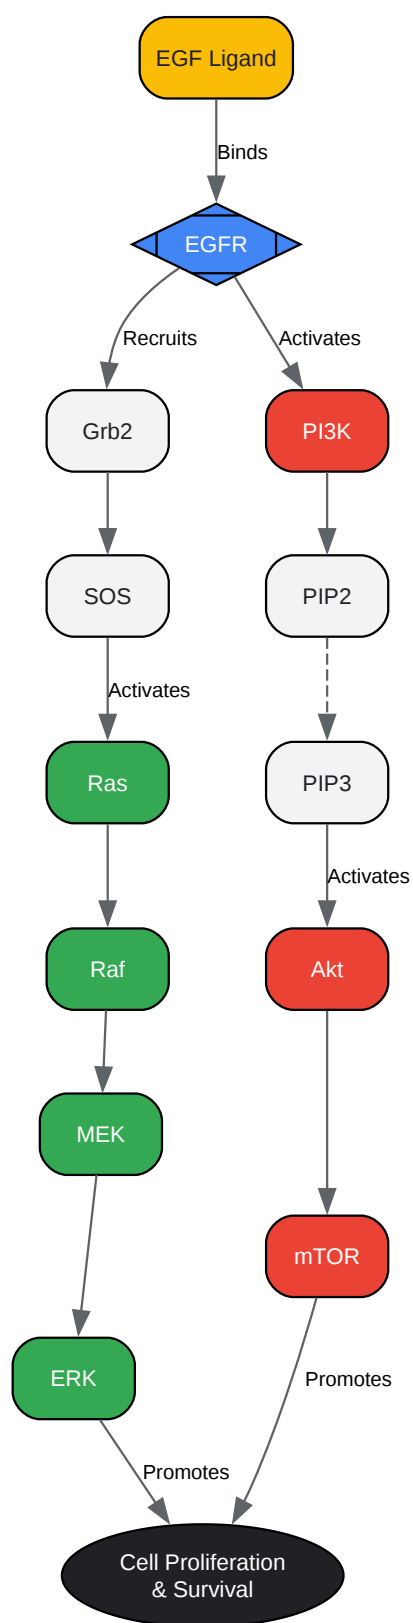 EGF Ligand
Binds
EGFR
Recruits
Activates
Grb2
PI3K
SOS
PIP2
Activates
Ras
PIP3
Activates
Raf
Akt
MEK
mTOR
ERK
Promotes
Promotes
Cell Proliferation
& Survival